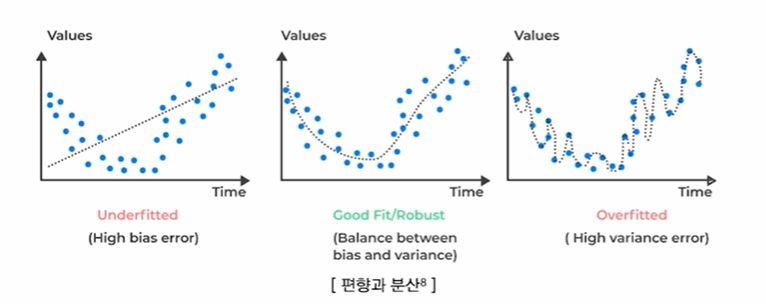 Values
Values
Values
Time
Time
Time
Underfitted
Good Fit/Robust
Overfitted
(High bias error)
(Balance between
bias and variance)
( High variance error)
[ 편향과 분산⁸ ]